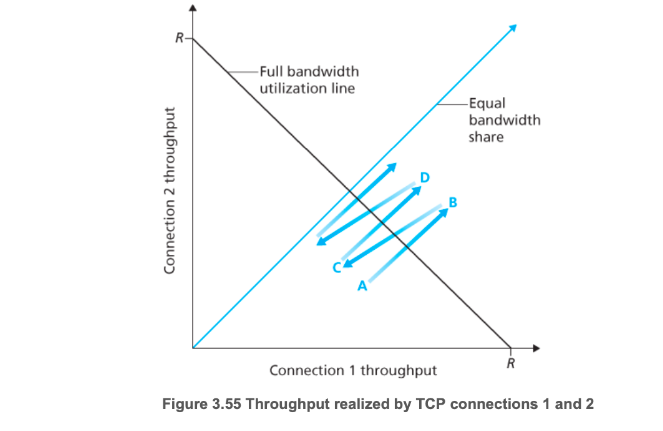 R
Full bandwidth
utilization line
Equal
bandwidth
share
Connection 2 throughput
D
B
C
A
R
Connection 1 throughput
Figure 3.55 Throughput realized by TCP connections 1 and 2